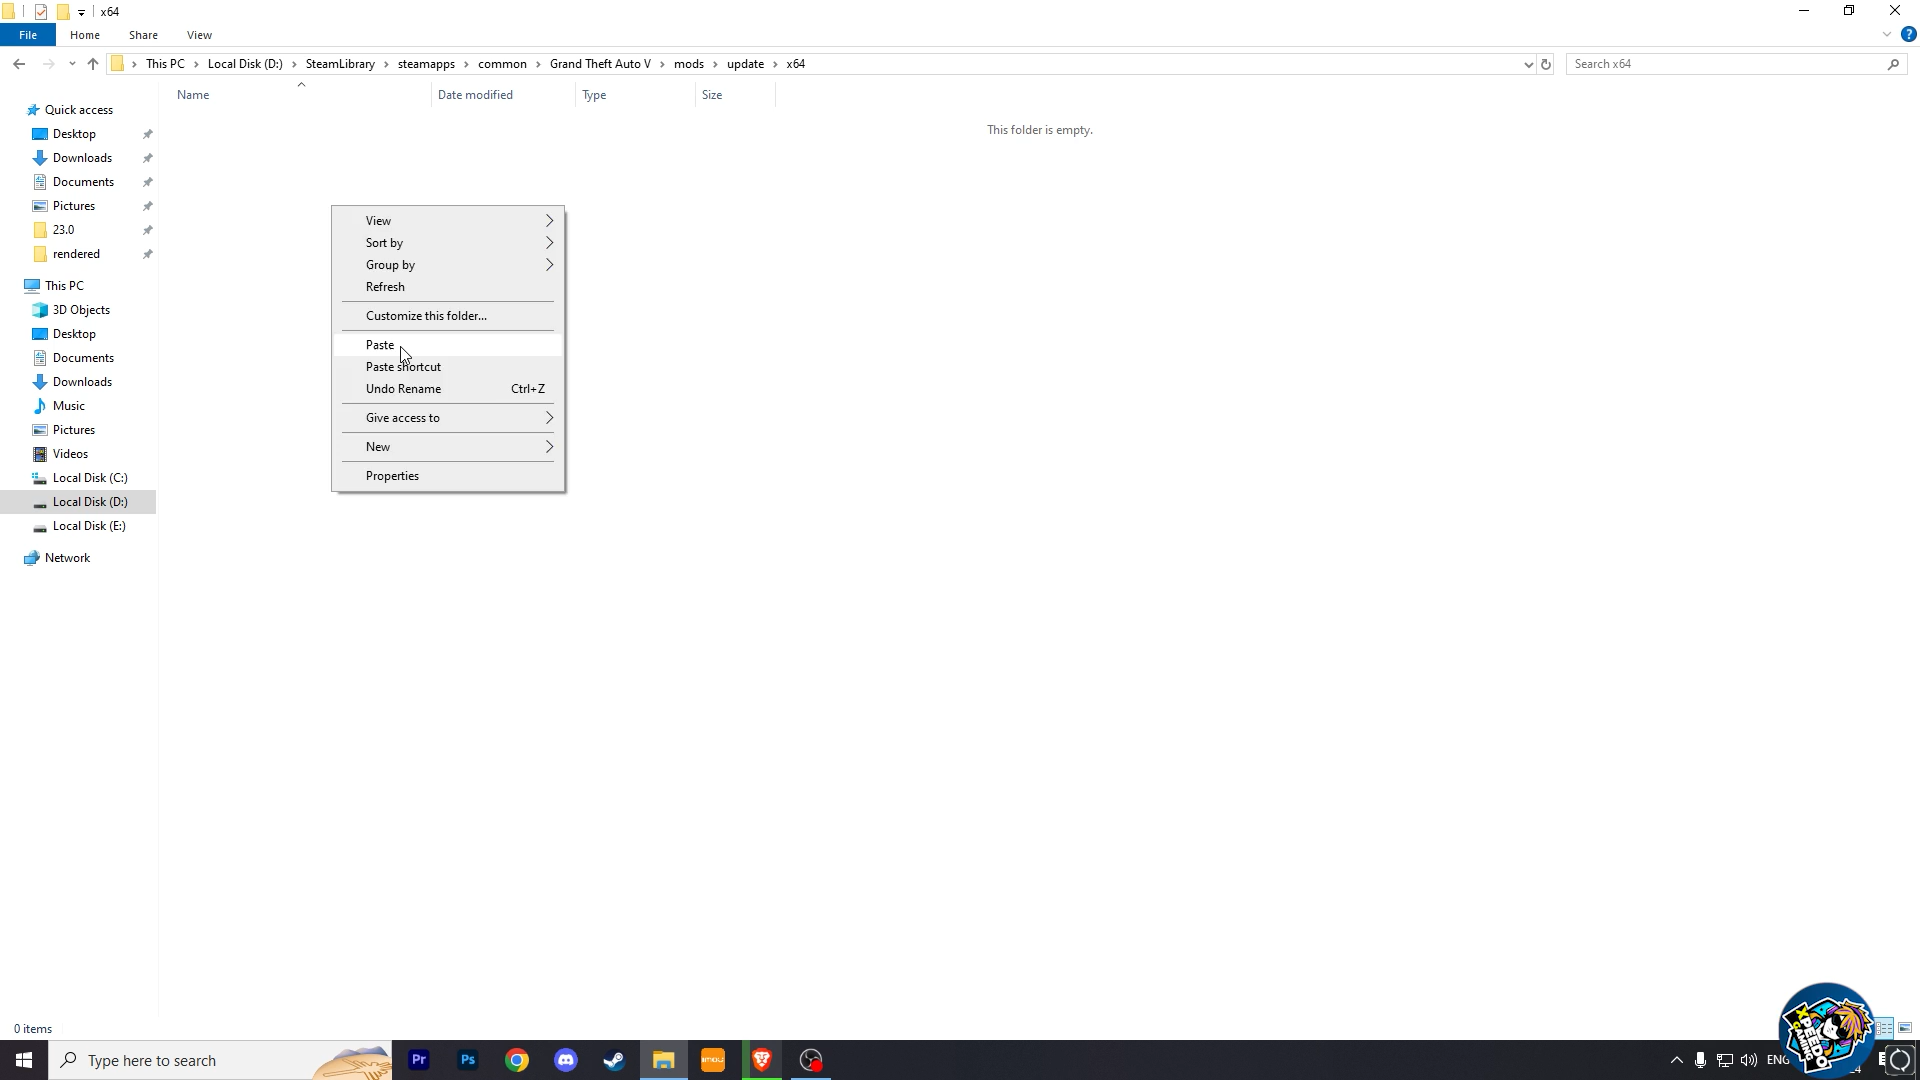 x64
File Home Share View
This PC Local Disk (D:) SteamLibrary steamapps common Grand Theft Auto V mods update x64
Search x64
Name Date modified Type Size
This folder is empty.
Quick access
Desktop
Downloads
Documents
Pictures
23.0
rendered
This PC
3D Objects
Desktop
Documents
Downloads
Music
Pictures
Videos
Local Disk (C:)
Local Disk (D:)
Local Disk (E:)
Network
View
Sort by
Group by
Refresh
Customize this folder...
Paste
Paste shortcut
Undo Rename Ctrl+Z
Give access to
New
Properties
0 items
Type here to search
Pr
Ps
ENG